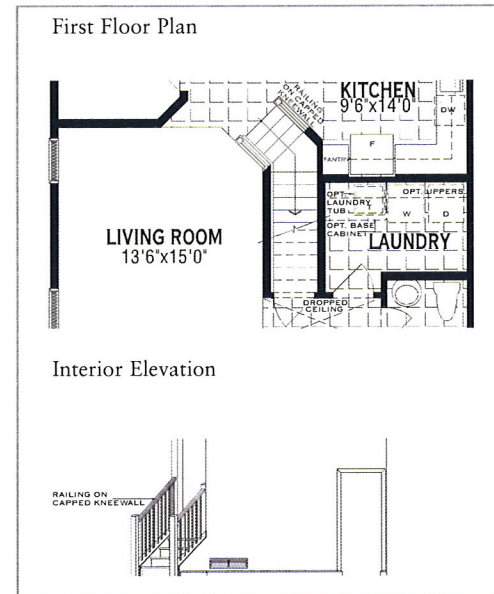 First Floor Plan
RAILING
ON CAPPED
KNEEWALL
KITCHEN
9'6"x14'0"
DW
F
PANTRY
OPT.
LAUNDRY
TUB
OPT. BASE
CABINET
T
OPT. UPPERS
W
D
LIVING ROOM
13'6"x15'0"
LAUNDRY
DROPPED
CEILING
Interior Elevation
RAILING ON
CAPPED KNEEWALL